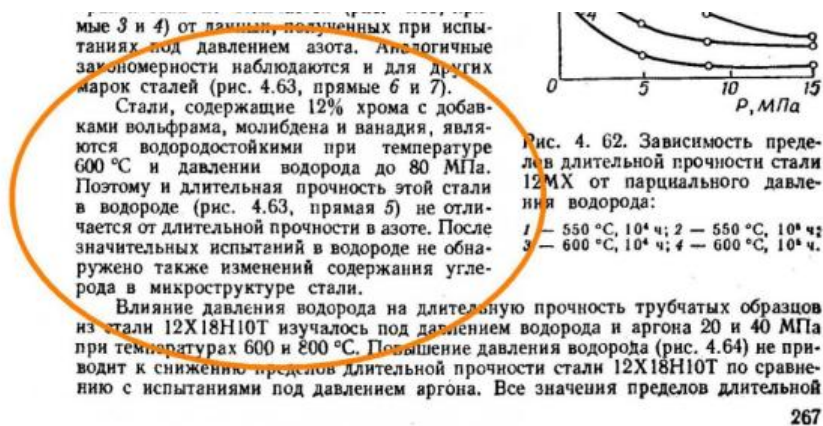 мые 3 и 4) от данных, полученных при испы-
таниях под давлением азота. Аналогичные
закономерности наблюдаются и для других
марок сталей (рис. 4.63, прямые 6 и 7).
Стали, содержащие 12% хрома с добав-
ками вольфрама, молибдена и ванадия, явля-
ются водородостойкими при температуре
600 °С и давлении водорода до 80 МПа.
Поэтому и длительная прочность этой стали
в водороде (рис. 4.63, прямая 5) не отли-
чается от длительной прочности в азоте. После
значительных испытаний в водороде не обна-
ружено также изменений содержания угле-
рода в микроструктуре стали.
4
0 5 10 15
P, МПа
Рис. 4. 62. Зависимость преде-
лов длительной прочности стали
12МХ от парциального давле-
ния водорода:
1 — 550 °С, 10⁴ ч; 2 — 550 °С, ч;
3 — 600 °С, 10⁴ ч; 4 — 600 °С, ч.
Влияние давления водорода на длительную прочность трубчатых образцов
из стали 12Х18Н10Т изучалось под давлением водорода и аргона 20 и 40 МПа
при температурах 600 и 800 °С. Повышение давления водорода (рис. 4.64) не при-
водит к снижению пределов длительной прочности стали 12Х18Н10Т по сравне-
нию с испытаниями под давлением аргона. Все значения пределов длительной
267